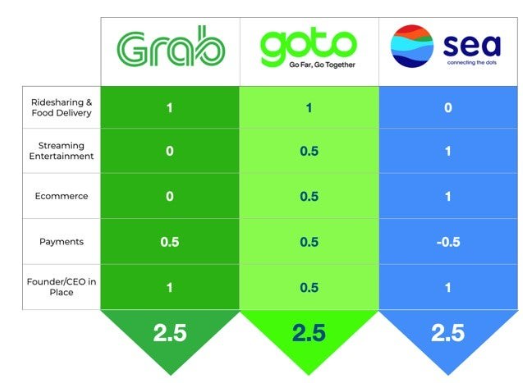 Grab
goto
Go Far, Go Together
sea
connecting the dots
Ridesharing &
Food Delivery
1
1
0
Streaming
Entertainment
0
0.5
1
Ecommerce
0
0.5
1
Payments
0.5
0.5
-0.5
Founder/CEO in
Place
1
0.5
1
2.5
2.5
2.5